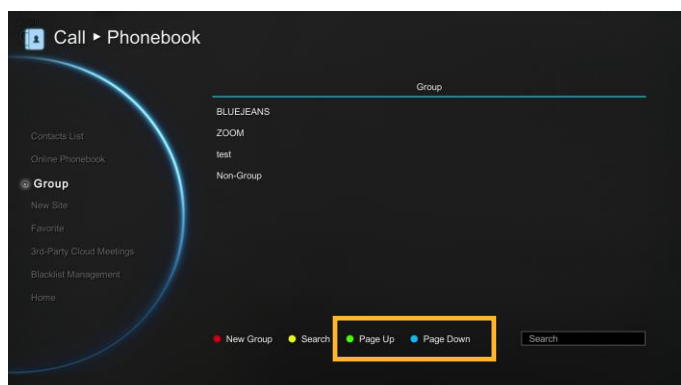 Call ▸ Phonebook
Group
BLUEJEANS
ZOOM
test
Non-Group
Contacts List
Online Phonebook
Group
New Site
Favorite
3rd-Party Cloud Meetings
Blacklist Management
Home
New Group Search Page Up Page Down Search